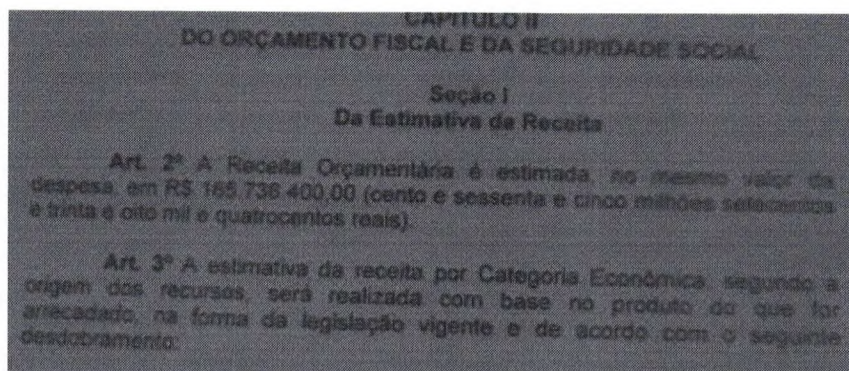 CAPÍTULO II
DO ORÇAMENTO FISCAL E DA SEGURIDADE SOCIAL
Seção I
Da Estimativa da Receita
Art. 2º A Receita Orçamentária é estimada, no mesmo valor da
despesa, em R$ 165.738.400,00 (cento e sessenta e cinco milhões setecentos
e trinta e oito mil e quatrocentos reais).
Art. 3º A estimativa da receita por Categoria Econômica, segundo a
origem dos recursos, será realizada com base no produto do que for
arrecadado, na forma da legislação vigente e de acordo com o seguinte
desdobramento: